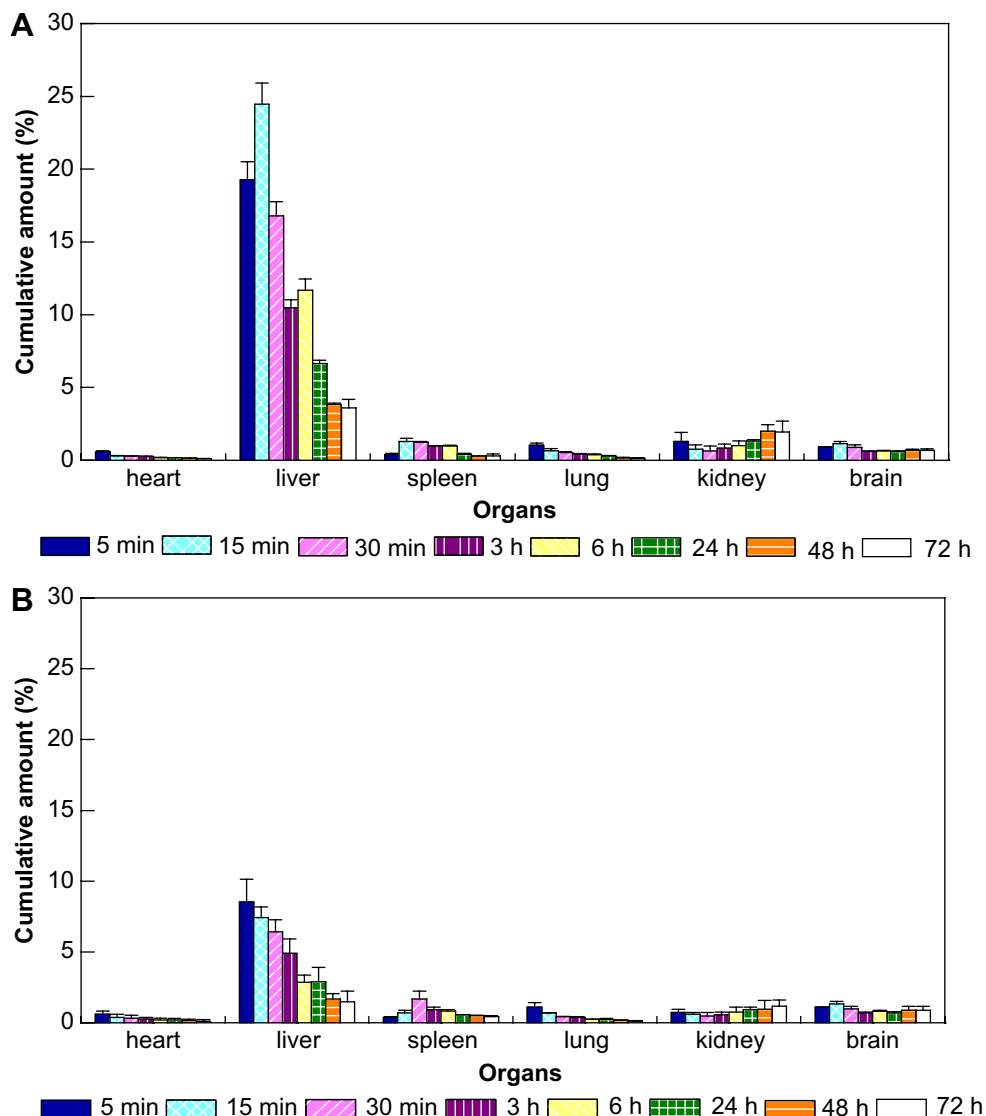 A
30
25
20
15
10
5
0
Cumulative amount (%)
heart liver spleen lung kidney brain
Organs
5 min 15 min 30 min 3 h 6 h 24 h 48 h 72 h
B
30
25
20
15
10
5
0
Cumulative amount (%)
heart liver spleen lung kidney brain
Organs
5 min 15 min 30 min 3 h 6 h 24 h 48 h 72 h